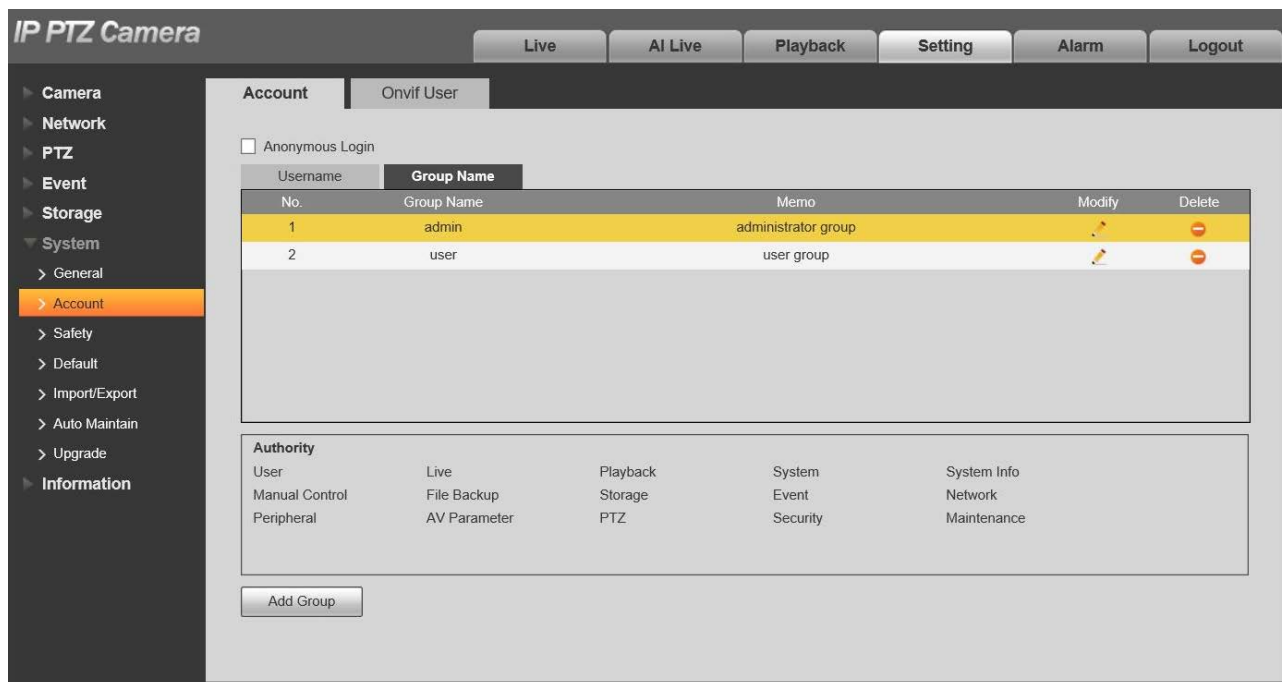 IP PTZ Camera
Live AI Live Playback Setting Alarm Logout
Camera
Network
PTZ
Event
Storage
System
General
Account
Safety
Default
Import/Export
Auto Maintain
Upgrade
Information
Account Onvif User
Anonymous Login
Username Group Name
No. Group Name Memo Modify Delete
1 admin administrator group
2 user user group
Authority
User Live Playback System System Info
Manual Control File Backup Storage Event Network
Peripheral AV Parameter PTZ Security Maintenance
Add Group